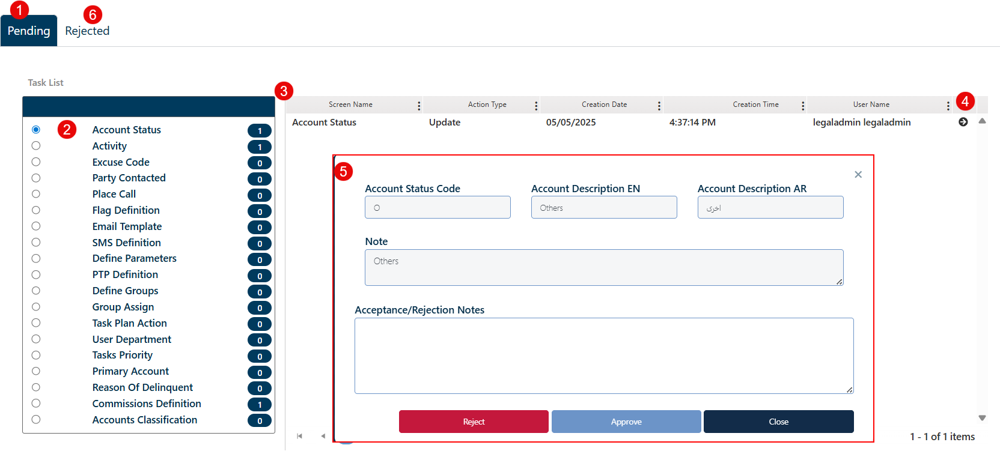 1
6
Pending
Rejected
Task List
3
4
Screen Name
Action Type
Creation Date
Creation Time
User Name
Account Status
Update
05/05/2025
4:37:14 PM
legaladmin legaladmin
2
Account Status 1
Activity 1
Excuse Code 0
Party Contacted 0
Place Call 0
Flag Definition 0
Email Template 0
SMS Definition 0
Define Parameters 0
PTP Definition 0
Define Groups 0
Group Assign 0
Task Plan Action 0
User Department 0
Tasks Priority 0
Primary Account 0
Reason Of Delinquent 0
Commissions Definition 1
Accounts Classification 0
5
Account Status Code
Account Description EN
Account Description AR
O
Others
اخرى
Note
Others
Acceptance/Rejection Notes
Reject
Approve
Close
1 - 1 of 1 items